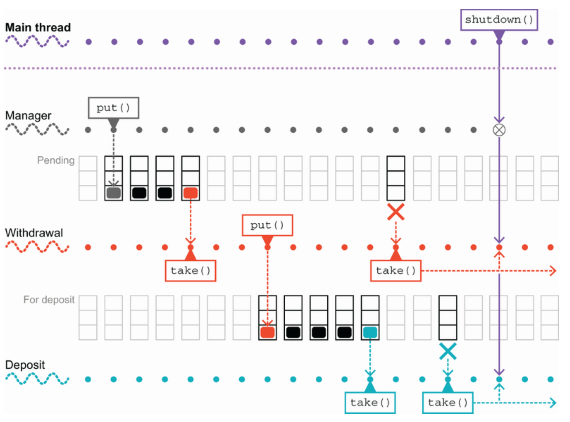 shutdown()
Main thread
put()
Manager
Pending
put()
Withdrawal
take()
take()
For deposit
Deposit
take()
take()